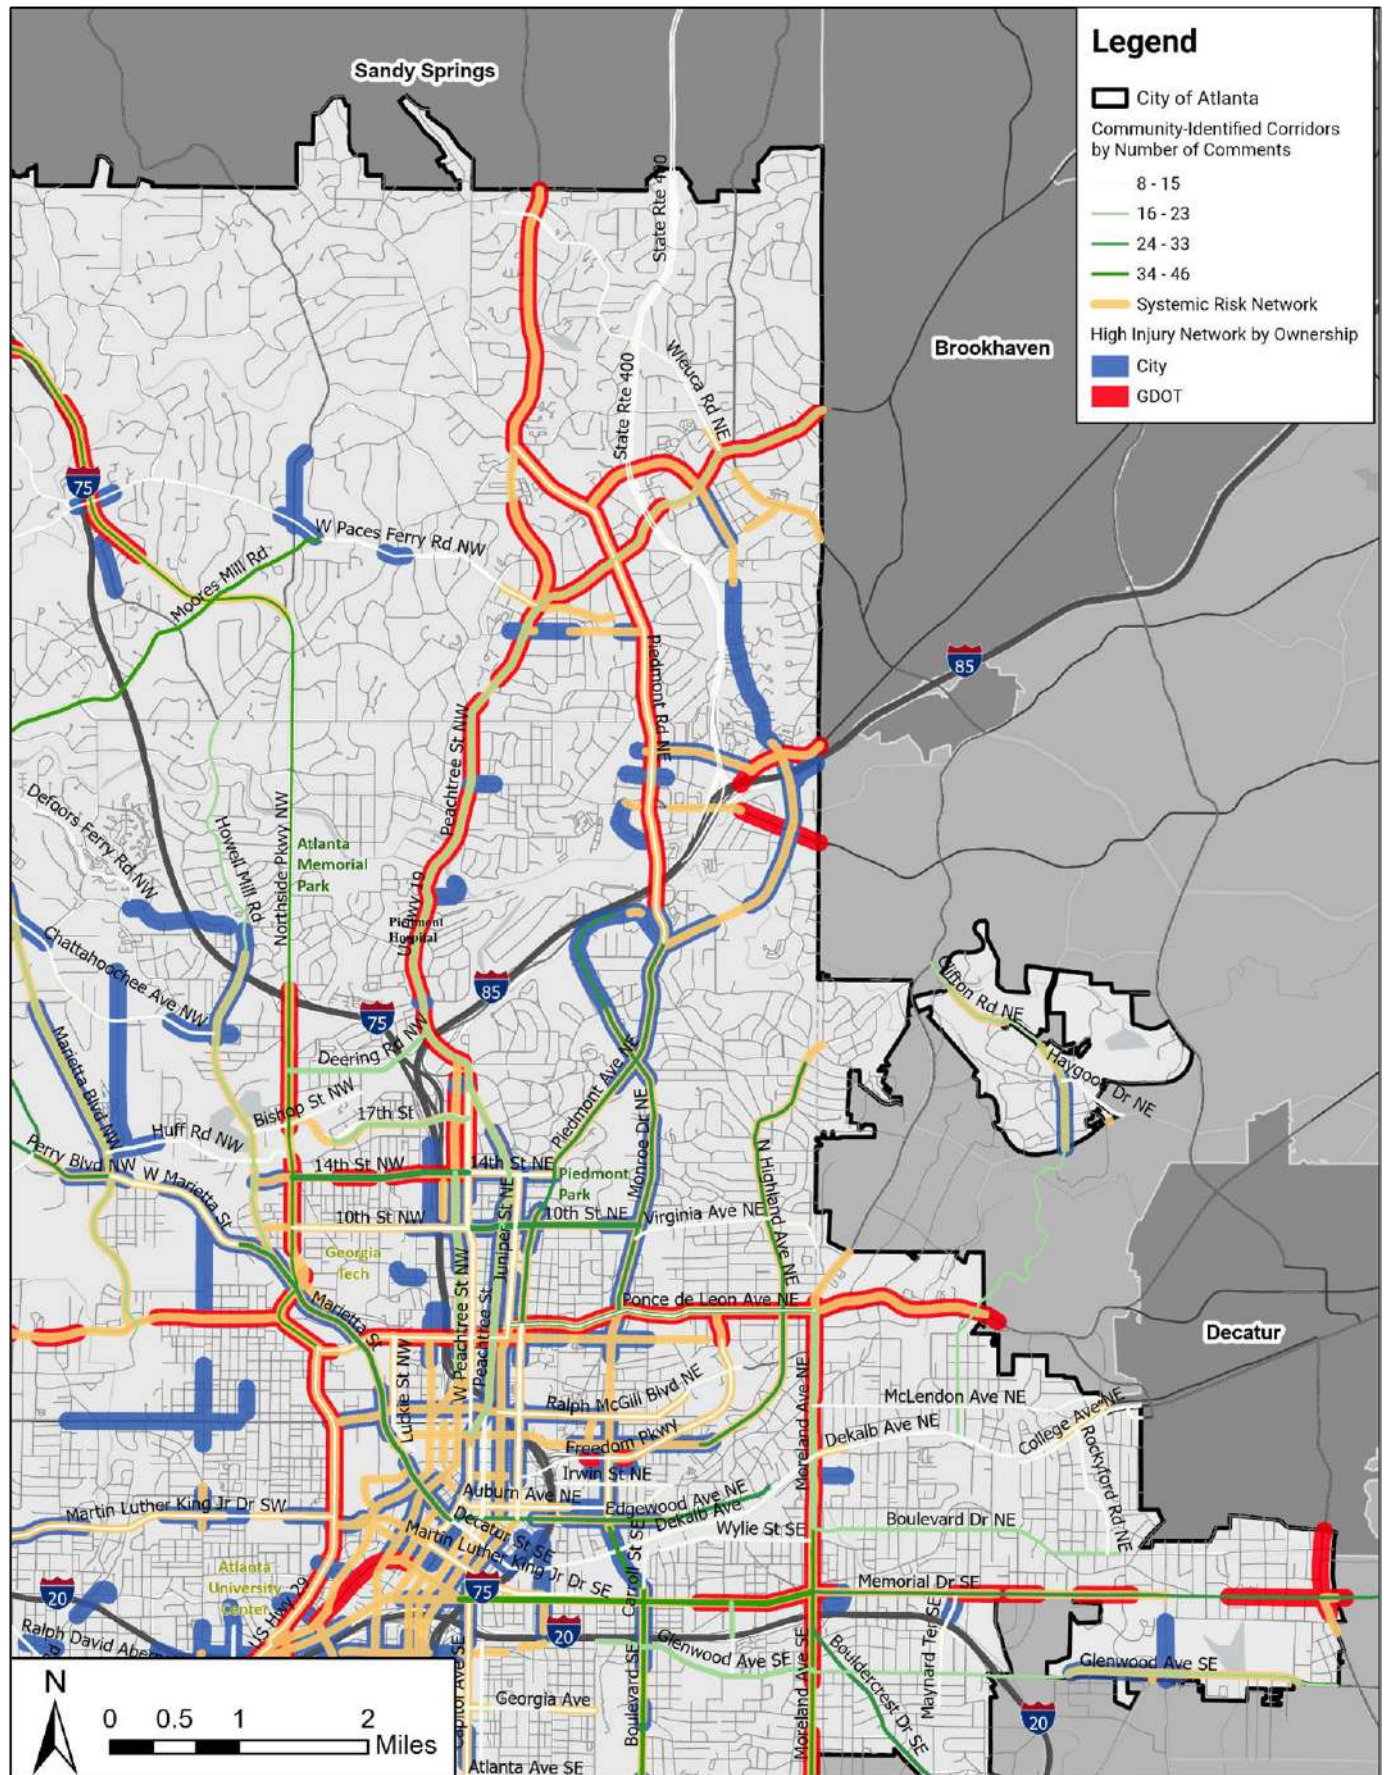 Legend
City of Atlanta
Community-Identified Corridors
by Number of Comments
8 - 15
16 - 23
24 - 33
34 - 46
Systemic Risk Network
High Injury Network by Ownership
City
GDOT
Sandy Springs
State Rte 400
Brookhaven
Wieuca Rd NE
State Rte 400
75
W Paces Ferry Rd NW
Moores Mill Rd
85
Piedmont Rd NE
Peachtree St NW
Defoors Ferry Rd NW
Howell Mill Rd
Northside Pkwy NW
Atlanta
Memorial
Park
Piedmont
Hospital
Chattahoochee Ave NW
Clifton Rd NE
85
75
Marietta Blvd NW
Deering Rd NW
Haygood Dr NE
Bishop St NW
17th St
Piedmont Ave NE
Monroe Dr NE
Huff Rd NW
Perry Blvd NW
W Marietta St
14th St NW
14th St NE
Piedmont
Park
N Highland Ave NE
10th St NW
Juniper St NE
10th St NE
Virginia Ave NE
Georgia
Tech
Marietta St
W Peachtree St NW
Peachtree St
Ponce de Leon Ave NE
Decatur
Luckie St NW
Ralph McGill Blvd NE
Moreland Ave NE
McLendon Ave NE
Dekalb Ave NE
College Ave NE
Freedom Pkwy
Rockyford Rd NE
Irwin St NE
Auburn Ave NE
Martin Luther King Jr Dr SW
Edgewood Ave NE
Dekalb Ave
Decatur St SE
Wylie St SE
Boulevard Dr NE
Martin Luther King Jr Dr SE
Carroll St SE
Atlanta
University
Center
20
US Hwy 29
75
Memorial Dr SE
20
Glenwood Ave SE
Maynard Ter SE
Glenwood Ave SE
Bouldercrest Dr SE
Boulevard SE
Moreland Ave SE
Capitol Ave SE
Georgia Ave
20
Atlanta Ave SE
N
0 0.5 1 2
Miles